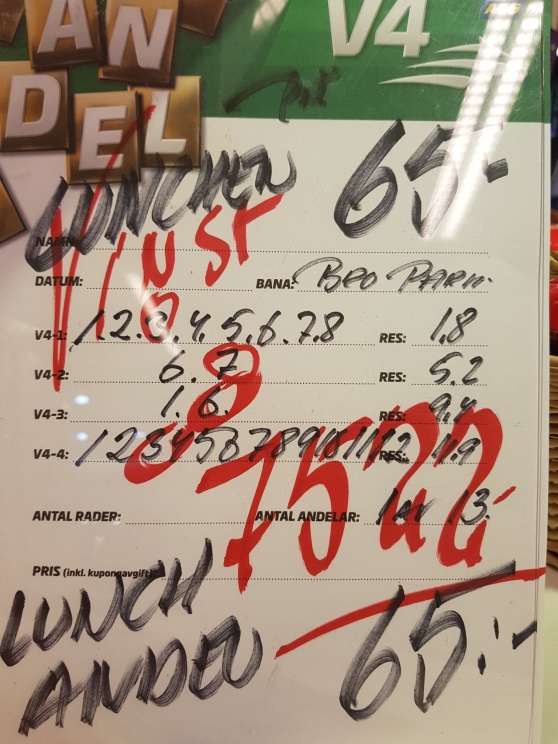 AN
DEL
V4
LUNCHEN 65:-
VINST
NAMN:
DATUM: BANA: BRO PARK
V4-1: 1.2.3.4.5.6.7.8 RES: 1,8
V4-2: 6.7 RES: 5.2
V4-3: 1.6. RES: 9,4
V4-4: 1 2 3 4 5 6 7 8 9 10 11 12 RES: 11.9
ANTAL RADER: ANTAL ANDELAR: 1 AV 13.
PRIS (inkl. kupongavgift):
LUNCH
ANDEL 65:-